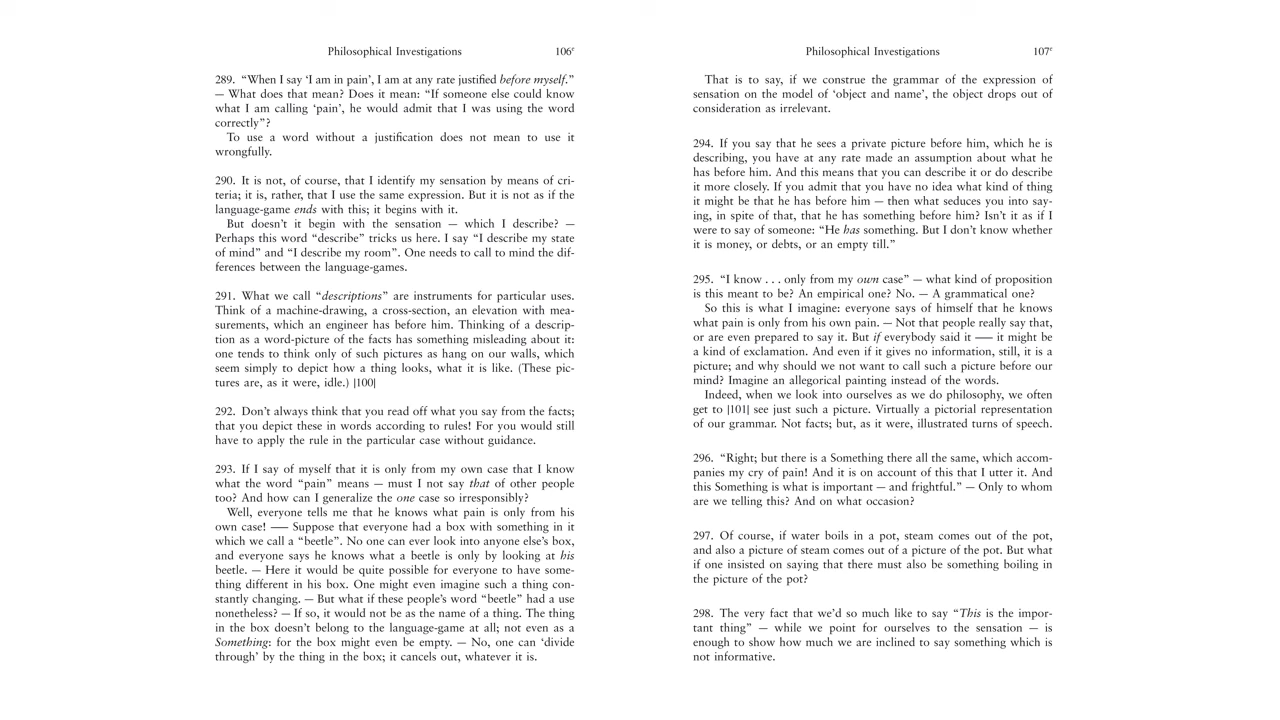 Philosophical Investigations 106e
289. “When I say ‘I am in pain’, I am at any rate justified before myself.”
— What does that mean? Does it mean: “If someone else could know
what I am calling ‘pain’, he would admit that I was using the word
correctly”?
To use a word without a justification does not mean to use it
wrongfully.
290. It is not, of course, that I identify my sensation by means of cri-
teria; it is, rather, that I use the same expression. But it is not as if the
language-game ends with this; it begins with it.
But doesn’t it begin with the sensation — which I describe? —
Perhaps this word “describe” tricks us here. I say “I describe my state
of mind” and “I describe my room”. One needs to call to mind the dif-
ferences between the language-games.
291. What we call “descriptions” are instruments for particular uses.
Think of a machine-drawing, a cross-section, an elevation with mea-
surements, which an engineer has before him. Thinking of a descrip-
tion as a word-picture of the facts has something misleading about it:
one tends to think only of such pictures as hang on our walls, which
seem simply to depict how a thing looks, what it is like. (These pic-
tures are, as it were, idle.) |100|
292. Don’t always think that you read off what you say from the facts;
that you depict these in words according to rules! For you would still
have to apply the rule in the particular case without guidance.
293. If I say of myself that it is only from my own case that I know
what the word “pain” means — must I not say that of other people
too? And how can I generalize the one case so irresponsibly?
Well, everyone tells me that he knows what pain is only from his
own case! —— Suppose that everyone had a box with something in it
which we call a “beetle”. No one can ever look into anyone else’s box,
and everyone says he knows what a beetle is only by looking at his
beetle. — Here it would be quite possible for everyone to have some-
thing different in his box. One might even imagine such a thing con-
stantly changing. — But what if these people’s word “beetle” had a use
nonetheless? — If so, it would not be as the name of a thing. The thing
in the box doesn’t belong to the language-game at all; not even as a
Something: for the box might even be empty. — No, one can ‘divide
through’ by the thing in the box; it cancels out, whatever it is.
Philosophical Investigations 107e
That is to say, if we construe the grammar of the expression of
sensation on the model of ‘object and name’, the object drops out of
consideration as irrelevant.
294. If you say that he sees a private picture before him, which he is
describing, you have at any rate made an assumption about what he
has before him. And this means that you can describe it or do describe
it more closely. If you admit that you have no idea what kind of thing
it might be that he has before him — then what seduces you into say-
ing, in spite of that, that he has something before him? Isn’t it as if I
were to say of someone: “He has something. But I don’t know whether
it is money, or debts, or an empty till.”
295. “I know . . . only from my own case” — what kind of proposition
is this meant to be? An empirical one? No. — A grammatical one?
So this is what I imagine: everyone says of himself that he knows
what pain is only from his own pain. — Not that people really say that,
or are even prepared to say it. But if everybody said it —— it might be
a kind of exclamation. And even if it gives no information, still, it is a
picture; and why should we not want to call such a picture before our
mind? Imagine an allegorical painting instead of the words.
Indeed, when we look into ourselves as we do philosophy, we often
get to |101| see just such a picture. Virtually a pictorial representation
of our grammar. Not facts; but, as it were, illustrated turns of speech.
296. “Right; but there is a Something there all the same, which accom-
panies my cry of pain! And it is on account of this that I utter it. And
this Something is what is important — and frightful.” — Only to whom
are we telling this? And on what occasion?
297. Of course, if water boils in a pot, steam comes out of the pot,
and also a picture of steam comes out of a picture of the pot. But what
if one insisted on saying that there must also be something boiling in
the picture of the pot?
298. The very fact that we’d so much like to say “This is the impor-
tant thing” — while we point for ourselves to the sensation — is
enough to show how much we are inclined to say something which is
not informative.